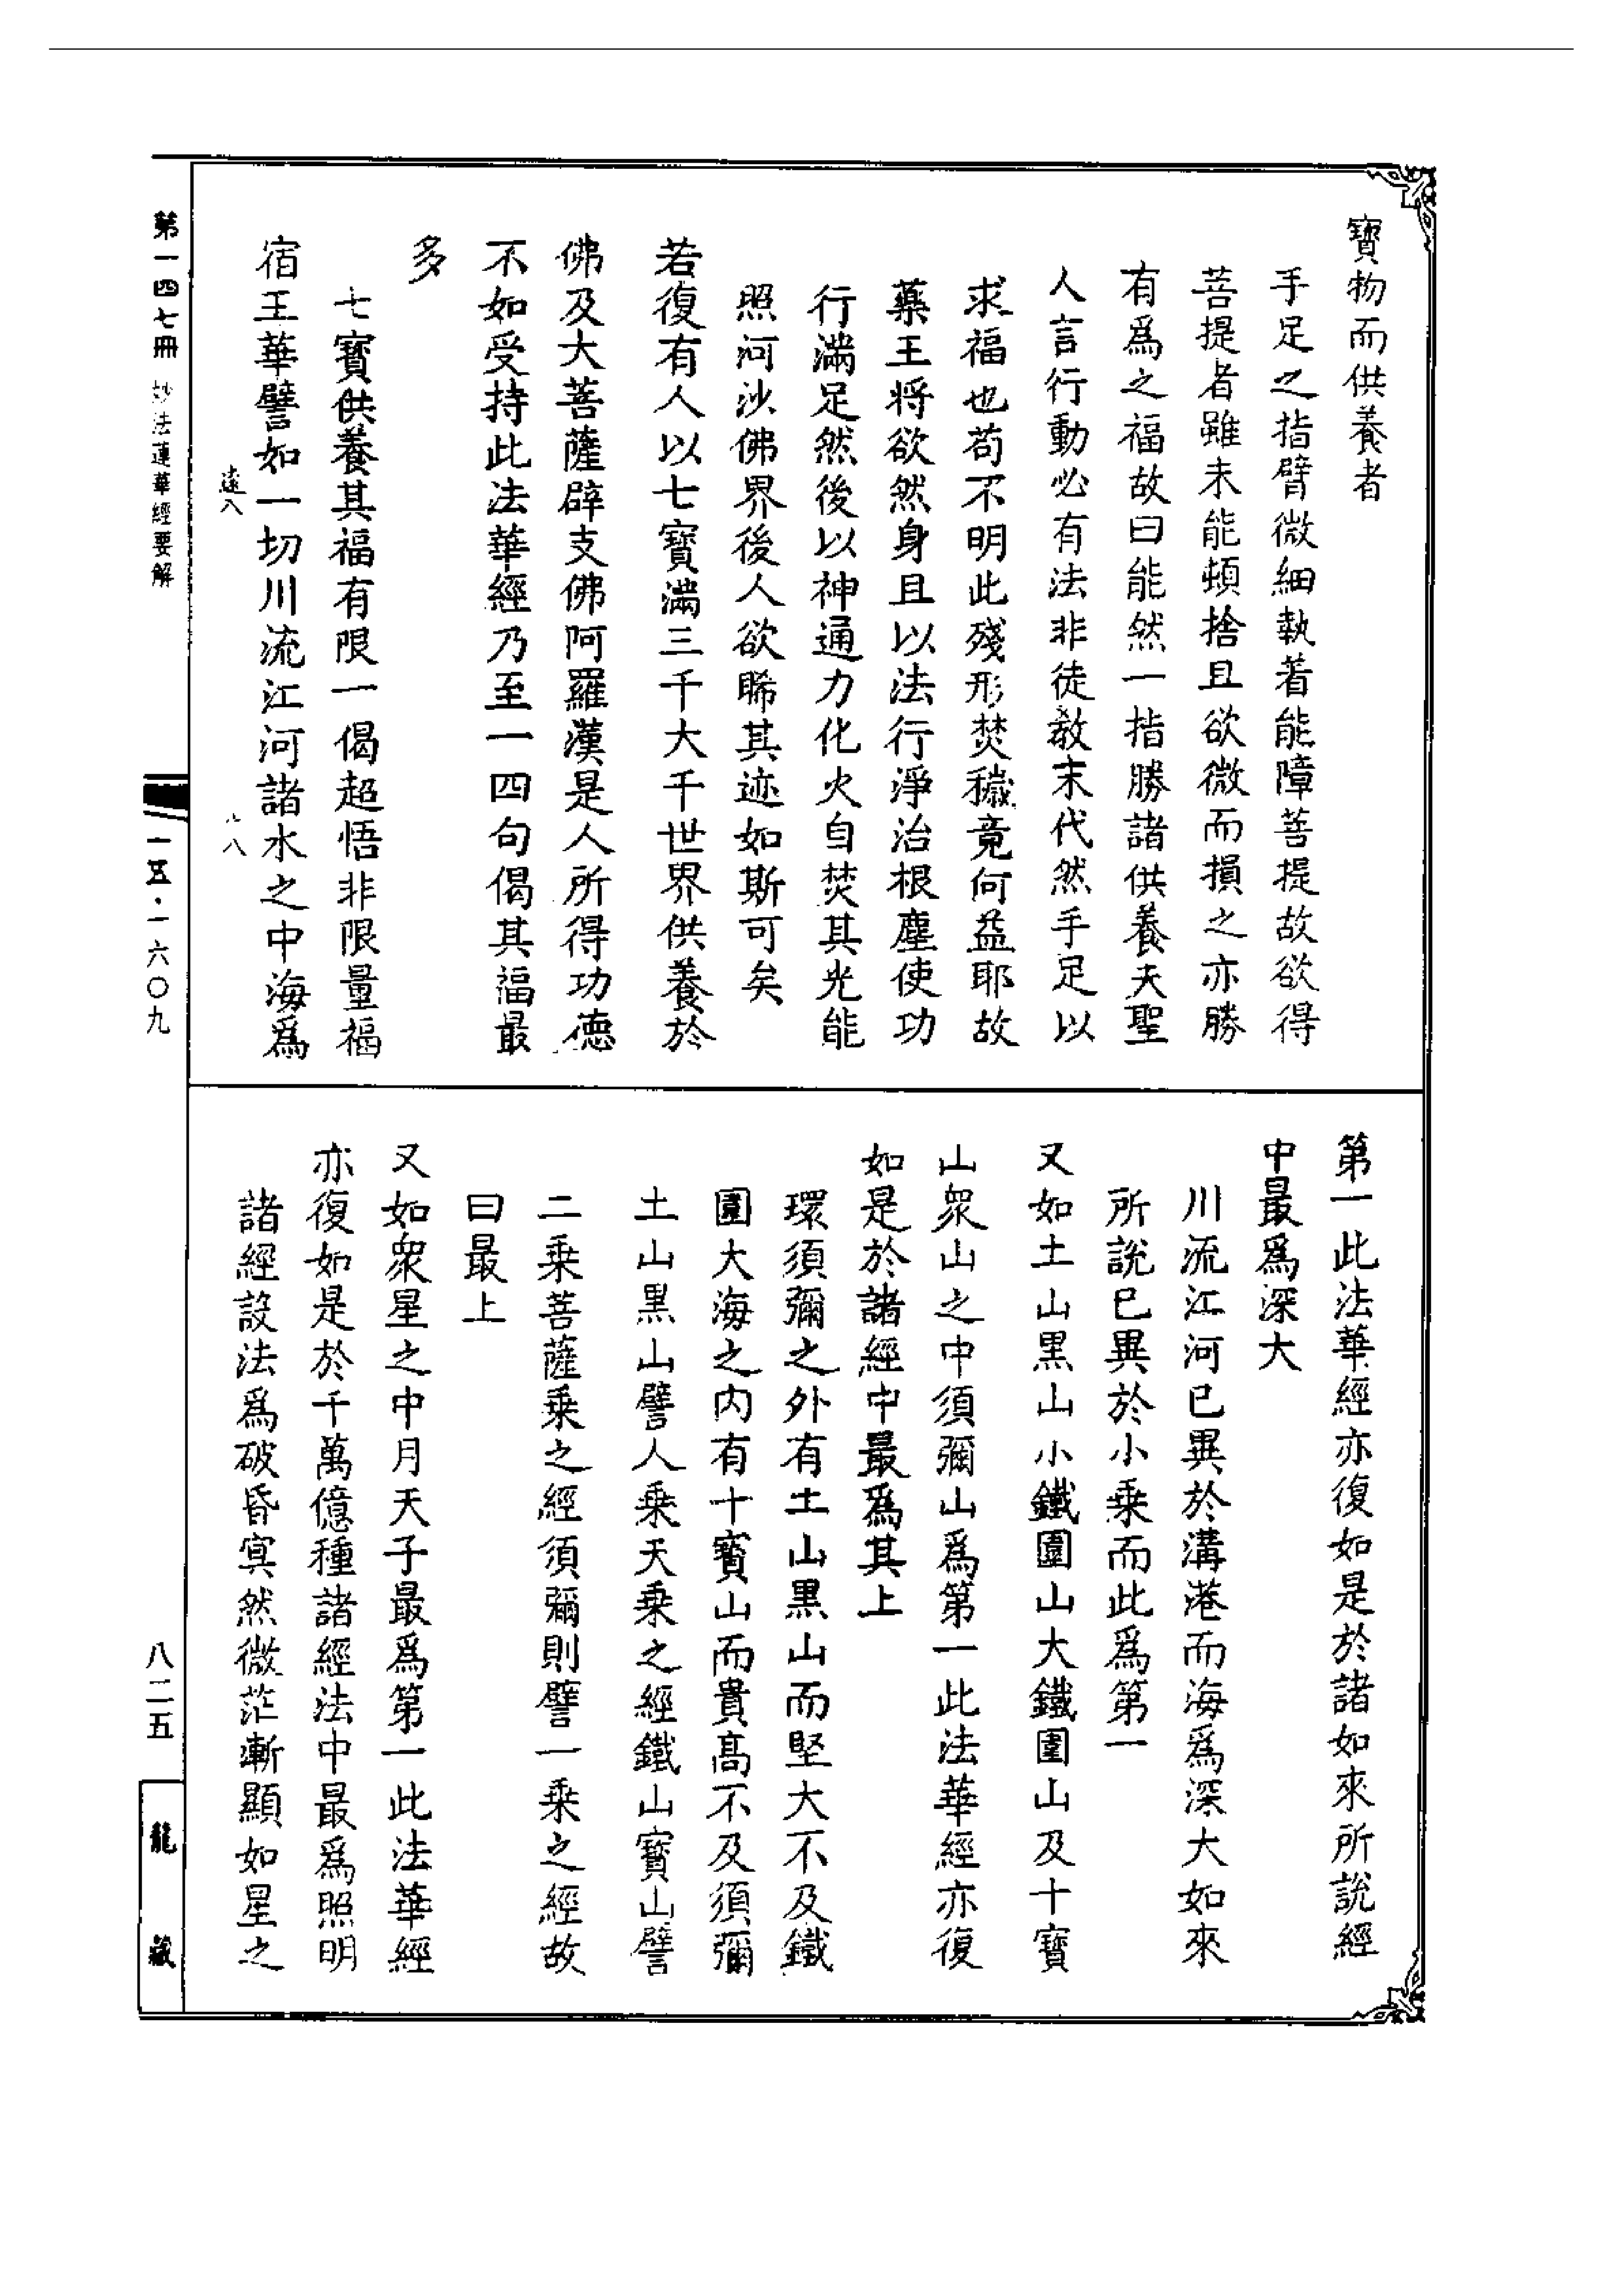 寶物而供養者
手足之指臂微細執着能障菩提故欲得
菩提者雖未能頓捨且欲微而損之亦勝
有爲之福故曰能然一指勝諸供養夫聖
人言行動必有法非徒教末代然手足以
求福也苟不明此殘形焚穢竟何益耶故
藥王將欲然身且以法行淨治根塵使功
行滿足然後以神通力化火自焚其光能
照河沙佛界後人欲睎其迹如斯可矣
若復有人以七寶滿三千大千世界供養於
佛及大菩薩辟支佛阿羅漢是人所得功德
不如受持此法華經乃至一四句偈其福最
多
七寶供養其福有限一偈超悟非限量福
宿王華譬如一切川流江河諸水之中海爲
第一此法華經亦復如是於諸如來所說經
中最爲深大
川流江河已異於溝港而海爲深大如來
所說已異於小乘而此爲第一
又如土山黑山小鐵圍山大鐵圍山及十寶
山衆山之中須彌山爲第一此法華經亦復
如是於諸經中最爲其上
環須彌之外有土山黑山而堅大不及鐵
圍大海之内有十寶山而貴高不及須彌
土山黑山譬人乘天乘之經鐵山寶山譬
二乘菩薩乘之經須彌則譬一乘之經故
曰最上
又如衆星之中月天子最爲第一此法華經
亦復如是於千萬億種諸經法中最爲照明
諸經設法爲破昏冥然微茫漸顯如星之
第一四七冊 妙法蓮華經要解
一五·一六〇九
八二五
龍藏